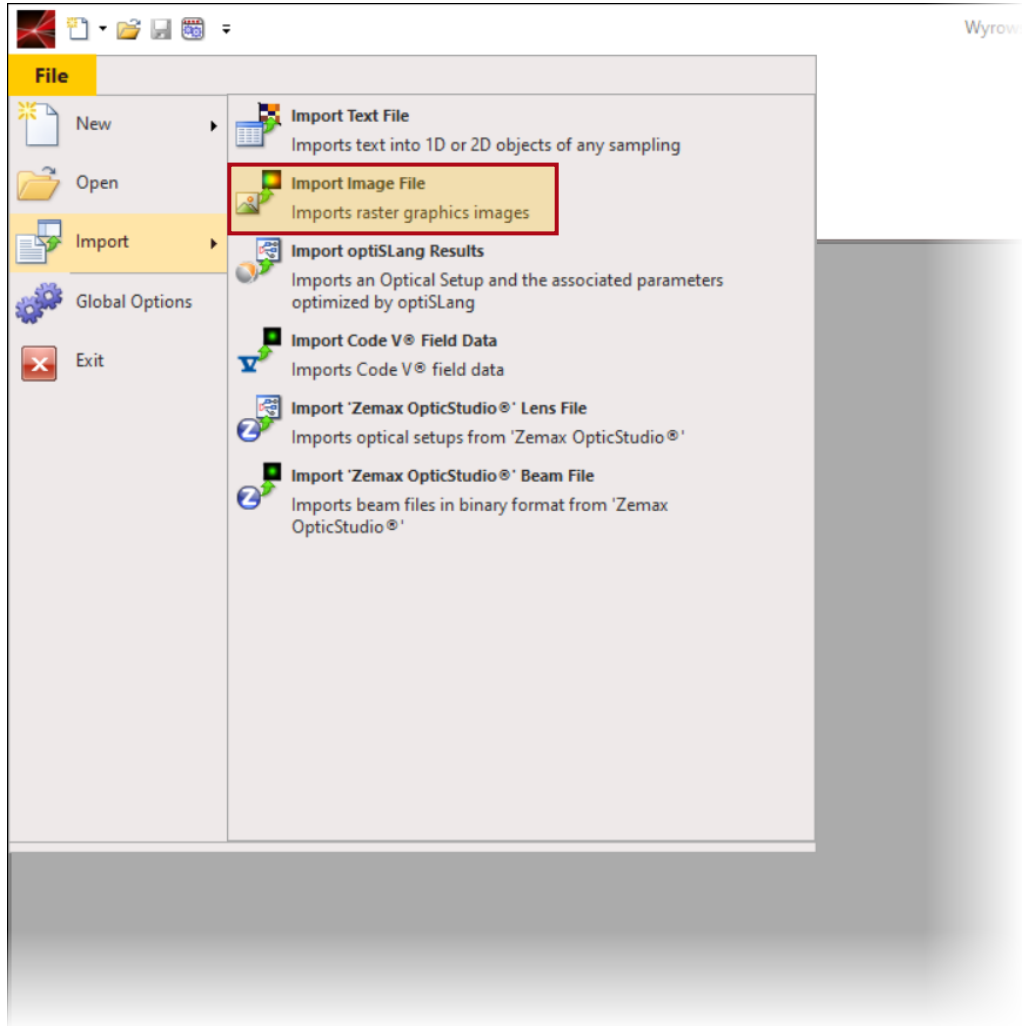 Wyrow
File
New
Open
Import
Global Options
Exit
Import Text File
Imports text into 1D or 2D objects of any sampling
Import Image File
Imports raster graphics images
Import optiSLang Results
Imports an Optical Setup and the associated parameters
optimized by optiSLang
Import Code V® Field Data
Imports Code V® field data
Import 'Zemax OpticStudio®' Lens File
Imports optical setups from 'Zemax OpticStudio®'
Import 'Zemax OpticStudio®' Beam File
Imports beam files in binary format from 'Zemax
OpticStudio®'